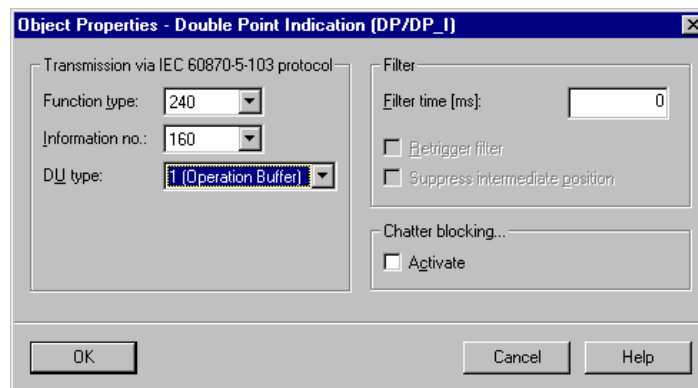 Object Properties - Double Point Indication (DP/DP_I)
Transmission via IEC 60870-5-103 protocol
Function type: 240
Information no.: 160
DU type: 1 (Operation Buffer)
Filter
Filter time [ms]: 0
Retrigger filter
Suppress intermediate position
Chatter blocking...
Activate
OK
Cancel
Help